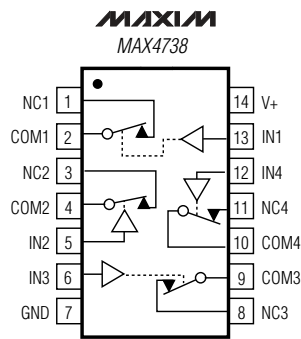 MAXIM
MAX4738
NC1 1 14 V+
COM1 2 13 IN1
NC2 3 12 IN4
COM2 4 11 NC4
IN2 5 10 COM4
IN3 6 9 COM3
GND 7 8 NC3